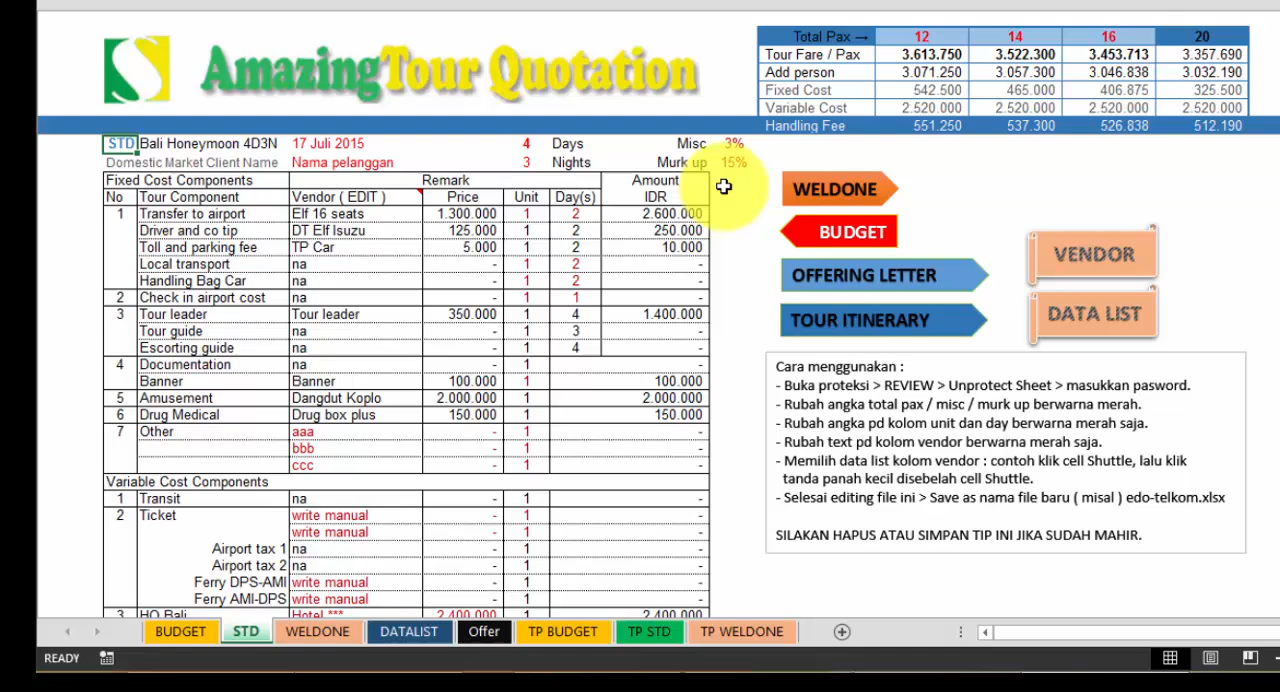 AmazingTour Quotation
Total Pax → 12 14 16 20
Tour Fare / Pax 3.613.750 3.522.300 3.453.713 3.357.690
Add person 3.071.250 3.057.300 3.046.838 3.032.190
Fixed Cost 542.500 465.000 406.875 325.500
Variable Cost 2.520.000 2.520.000 2.520.000 2.520.000
Handling Fee 551.250 537.300 526.838 512.190
STD Bali Honeymoon 4D3N 17 Juli 2015 4 Days Misc 3%
Domestic Market Client Name Nama pelanggan 3 Nights Murk up 15%
Fixed Cost Components Remark Amount
No Tour Component Vendor ( EDIT ) Price Unit Day(s) IDR
1 Transfer to airport Elf 16 seats 1.300.000 1 2 2.600.000
Driver and co tip DT Elf Isuzu 125.000 1 2 250.000
Toll and parking fee TP Car 5.000 1 2 10.000
Local transport na - 1 2 -
Handling Bag Car na - 1 2 -
2 Check in airport cost na - 1 1 -
3 Tour leader Tour leader 350.000 1 4 1.400.000
Tour guide na - 1 3 -
Escorting guide na - 1 4 -
4 Documentation na - 1 -
Banner Banner 100.000 1 100.000
5 Amusement Dangdut Koplo 2.000.000 1 2.000.000
6 Drug Medical Drug box plus 150.000 1 150.000
7 Other aaa - 1 -
bbb - 1 -
ccc - 1 -
Variable Cost Components
1 Transit na - 1 -
2 Ticket write manual - 1 -
write manual - 1 -
Airport tax 1 na - 1 -
Airport tax 2 na - 1 -
Ferry DPS-AMI write manual - 1 -
Ferry AMI-DPS write manual - 1 -
3 HO Bali Hotel *** 2.400.000 1 2.400.000
WELDONE
BUDGET
OFFERING LETTER
TOUR ITINERARY
VENDOR
DATA LIST
Cara menggunakan :
- Buka proteksi > REVIEW > Unprotect Sheet > masukkan pasword.
- Rubah angka total pax / misc / murk up berwarna merah.
- Rubah angka pd kolom unit dan day berwarna merah saja.
- Rubah text pd kolom vendor berwarna merah saja.
- Memilih data list kolom vendor : contoh klik cell Shuttle, lalu klik
tanda panah kecil disebelah cell Shuttle.
- Selesai editing file ini > Save as nama file baru ( misal ) edo-telkom.xlsx
SILAKAN HAPUS ATAU SIMPAN TIP INI JIKA SUDAH MAHIR.
BUDGET STD WELDONE DATALIST Offer TP BUDGET TP STD TP WELDONE
READY